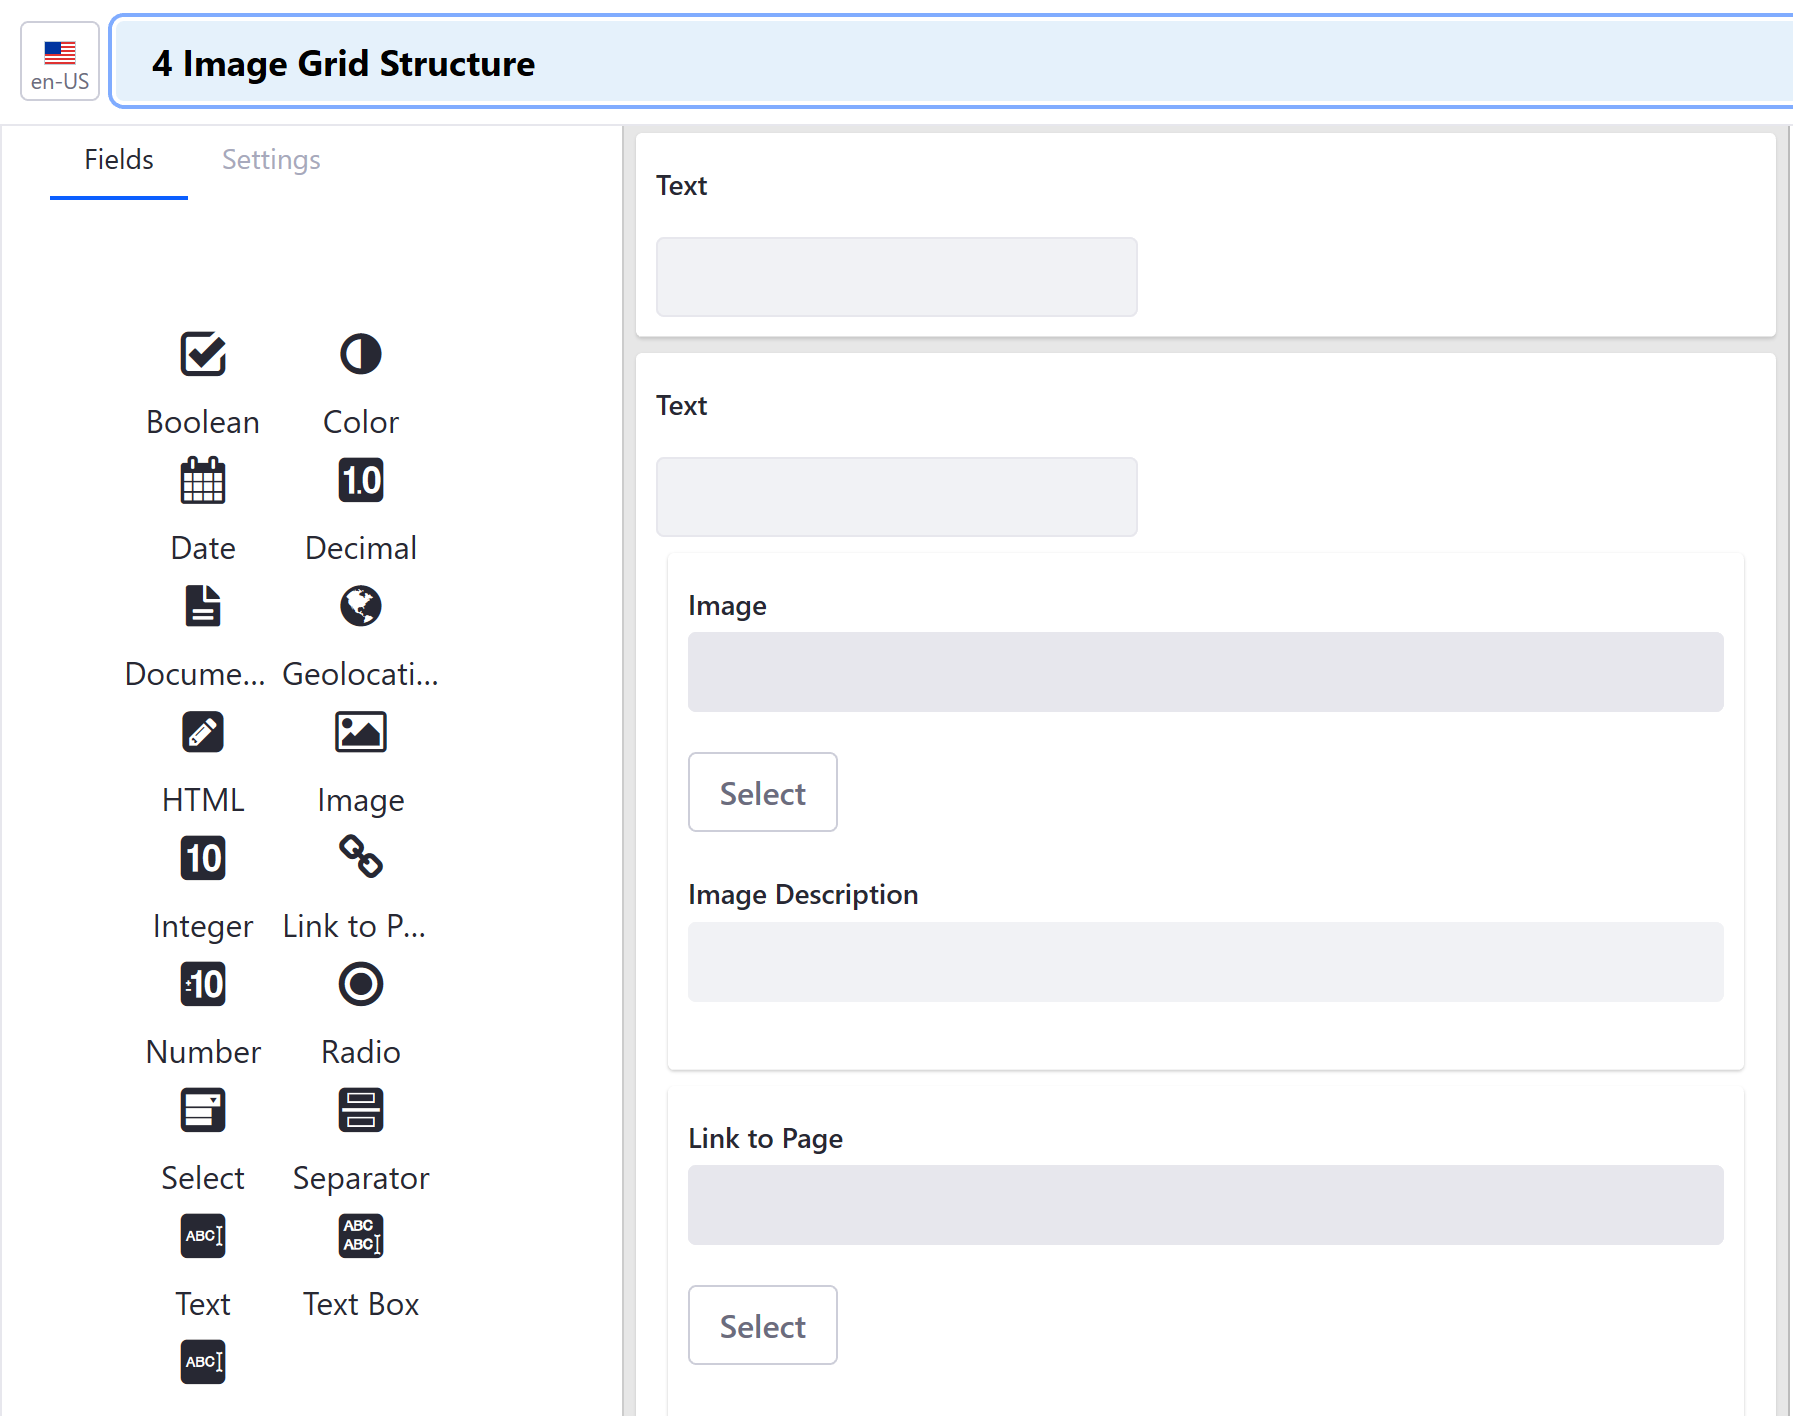 en-US
4 Image Grid Structure
Fields Settings
Boolean Color
1.0
Date Decimal
Docume... Geolocati...
HTML Image
10
Integer Link to P...
±10
Number Radio
Select Separator
ABC ABC
ABC
Text Text Box
ABC
Text
Text
Image
Select
Image Description
Link to Page
Select